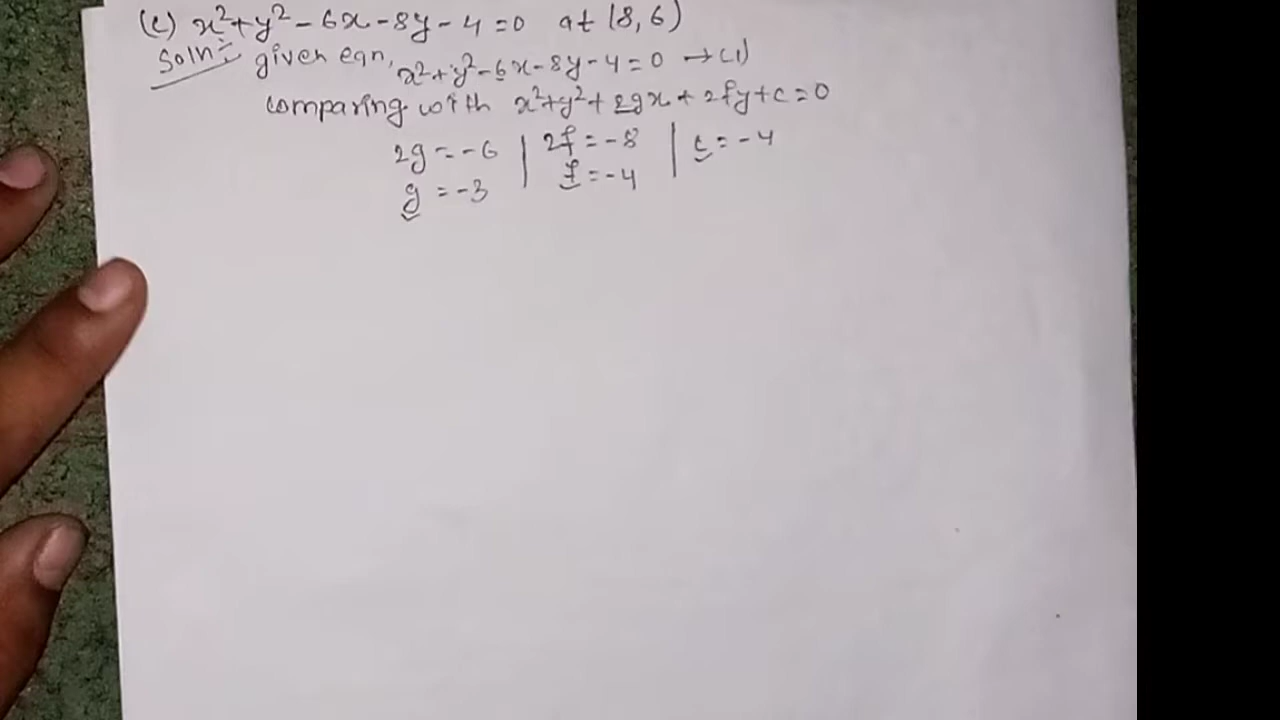 (c) x²+y²-6x-8y-4=0 at (8,6)
Soln:- given eqn, x²+y²-6x-8y-4=0 →(1)
comparing with x²+y²+2gx+2fy+c=0
2g=-6 | 2f=-8 | c=-4
g=-3 | f=-4